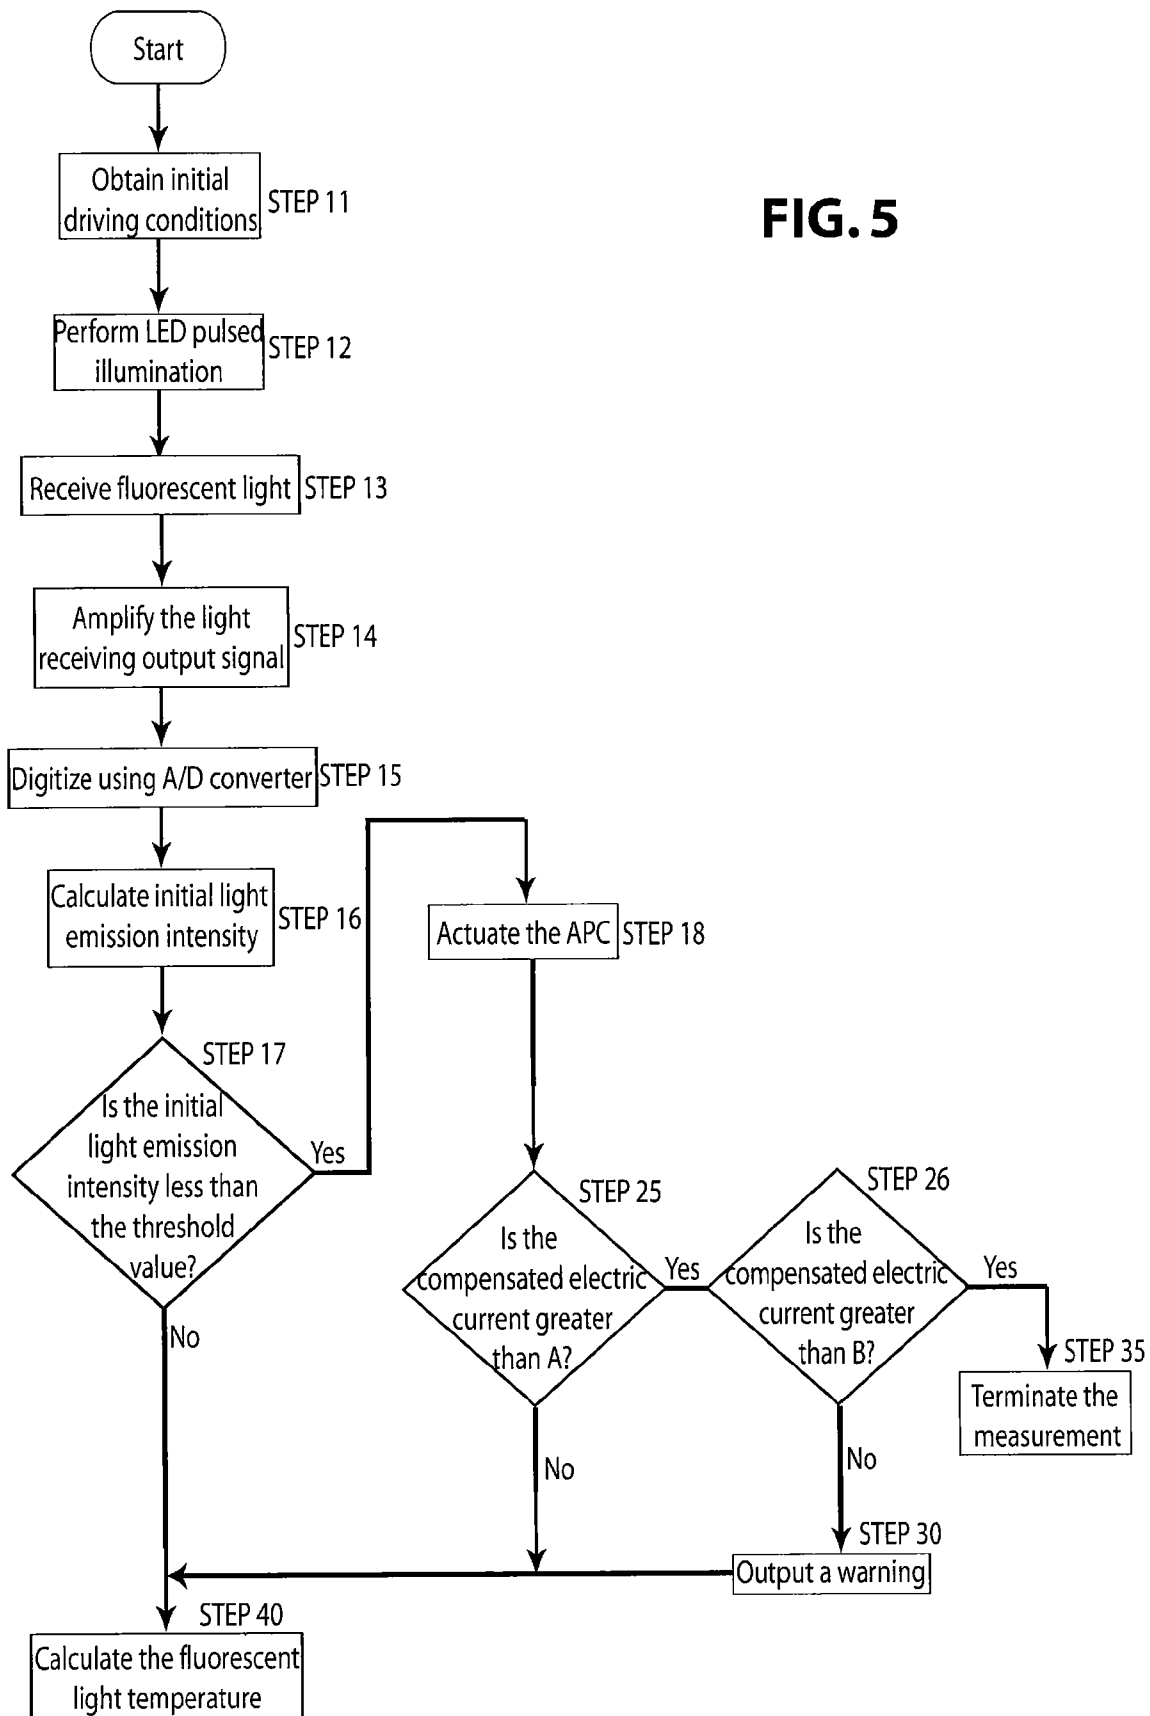 Start
FIG. 5
Obtain initial
driving conditions
STEP 11
Perform LED pulsed
illumination
STEP 12
Receive fluorescent light
STEP 13
Amplify the light
receiving output signal
STEP 14
Digitize using A/D converter
STEP 15
Calculate initial light
emission intensity
STEP 16
Actuate the APC
STEP 18
STEP 17
Is the initial
light emission
intensity less than
the threshold
value?
Yes
No
STEP 25
Is the
compensated electric
current greater
than A?
Yes
No
STEP 26
Is the
compensated electric
current greater
than B?
Yes
No
STEP 35
Terminate the
measurement
STEP 30
Output a warning
STEP 40
Calculate the fluorescent
light temperature